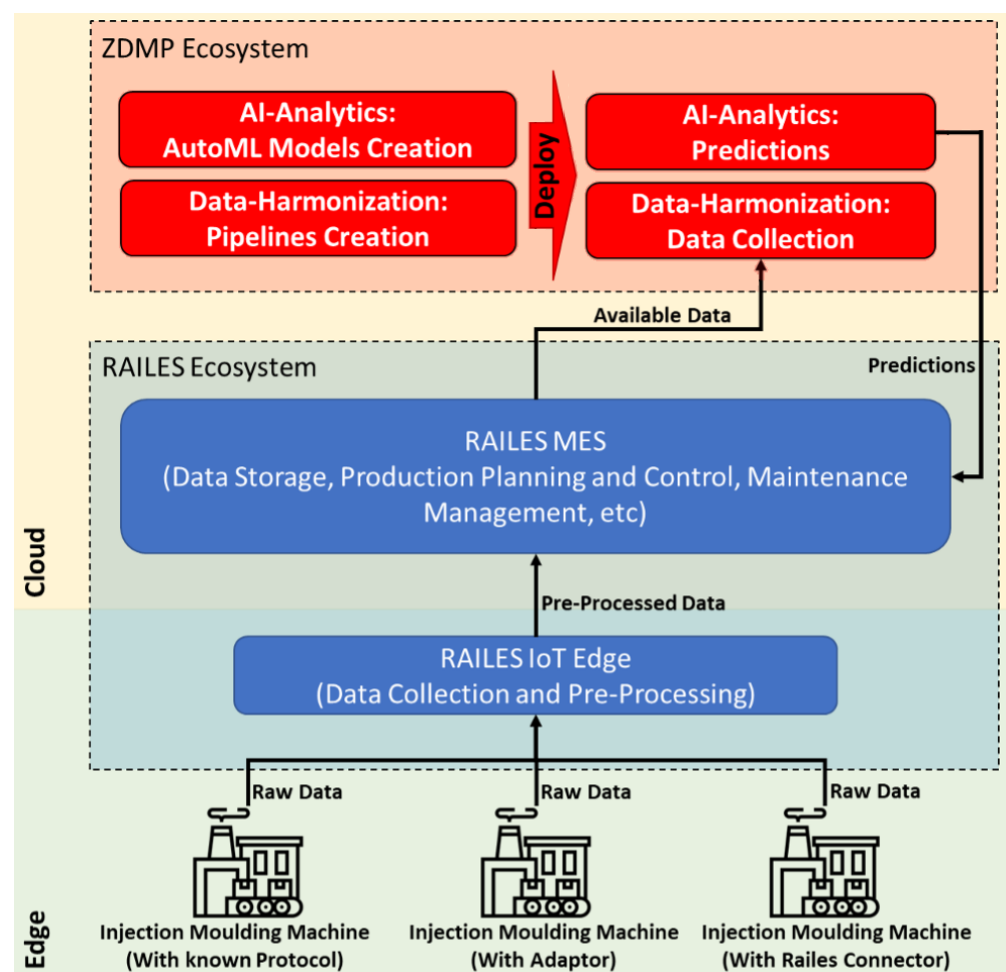 ZDMP Ecosystem
AI-Analytics:
AutoML Models Creation
Data-Harmonization:
Pipelines Creation
Deploy
AI-Analytics:
Predictions
Data-Harmonization:
Data Collection
Available Data
Predictions
RAILES Ecosystem
RAILES MES
(Data Storage, Production Planning and Control, Maintenance
Management, etc)
Cloud
Pre-Processed Data
RAILES IoT Edge
(Data Collection and Pre-Processing)
Raw Data
Raw Data
Raw Data
Edge
Injection Moulding Machine
(With known Protocol)
Injection Moulding Machine
(With Adaptor)
Injection Moulding Machine
(With Railes Connector)